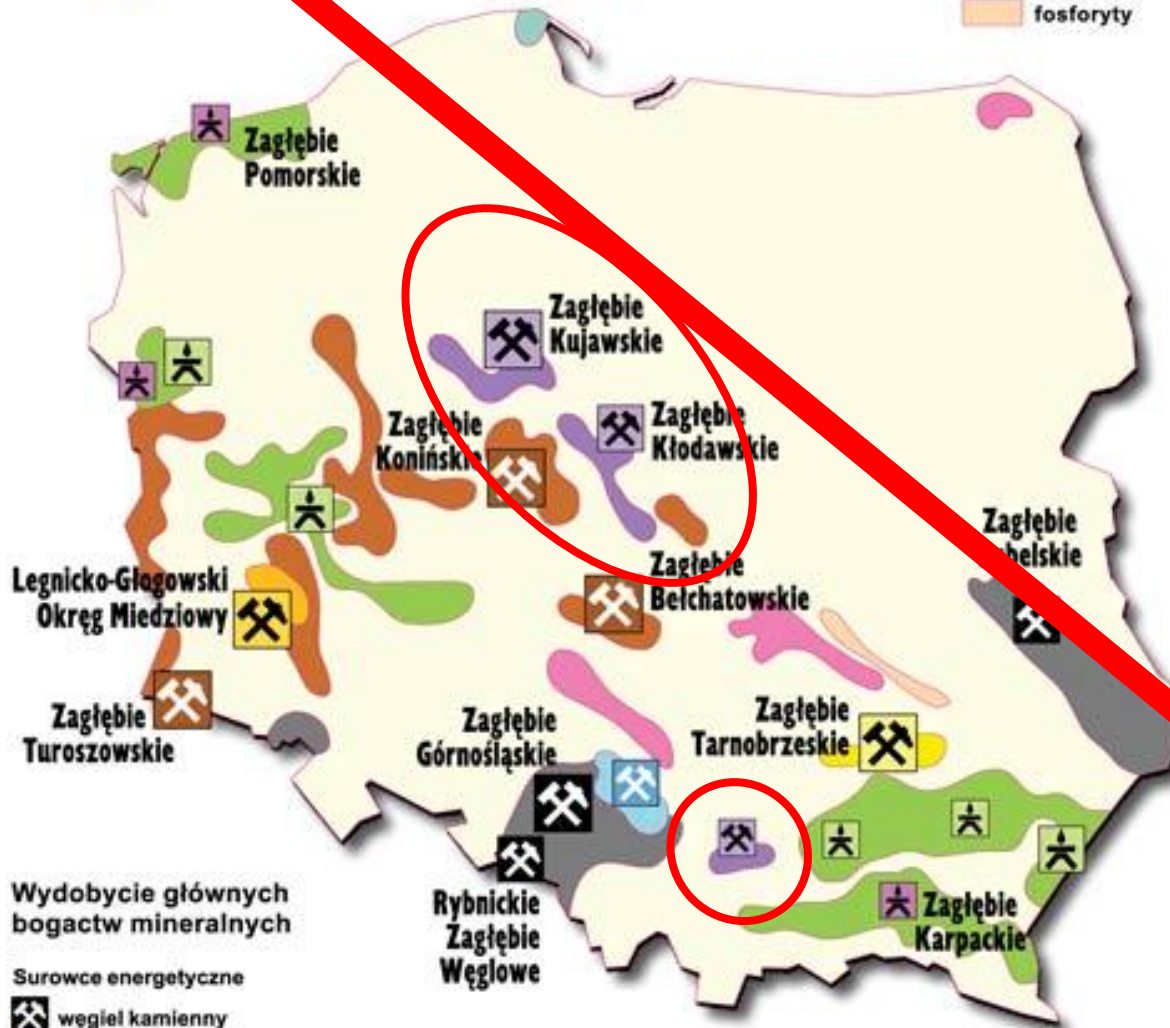 fosforyty
Zagłębie
Pomorskie
Zagłębie
Kujawskie
Zagłębie
Kłodawskie
Zagłębie
Konińskie
Zagłębie
Legnicko-Głogowski
Okręg Miedziowy
Zagłębie
Bełchatowskie
Zagłębie
Turoszowskie
Zagłębie
Górnośląskie
Zagłębie
Tarnobrzeskie
Rybnickie
Zagłębie
Węglowe
Zagłębie
Karpackie
Wydobycie głównych
bogactw mineralnych
Surowce energetyczne
węgiel kamienny